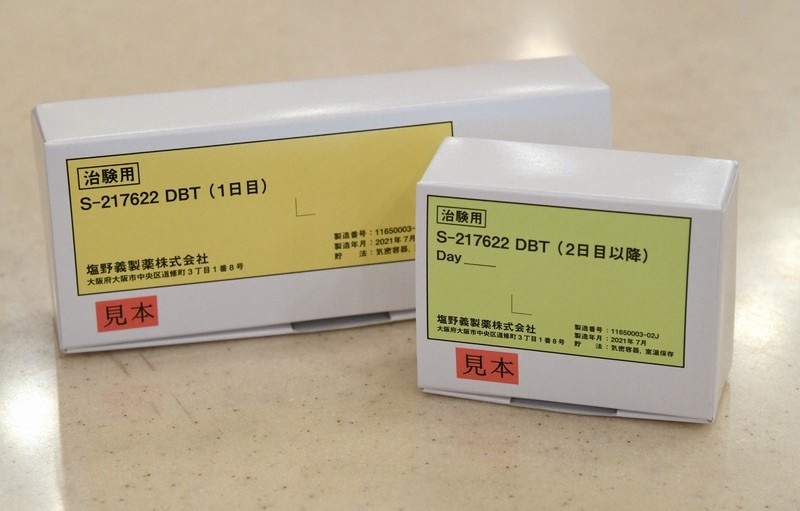 治験用
S-217622 DBT (1日目)
塩野義製薬株式会社
大阪府大阪市中央区道修町3丁目1番8号
製造番号:11650003-
製造年月:2021年7月
貯 法:気密容器,
見本
治験用
S-217622 DBT (2日目以降)
Day
塩野義製薬株式会社
大阪府大阪市中央区道修町3丁目1番8号
製造番号:11650003-02J
製造年月:2021年7月
貯 法:気密容器, 室温保存
見本